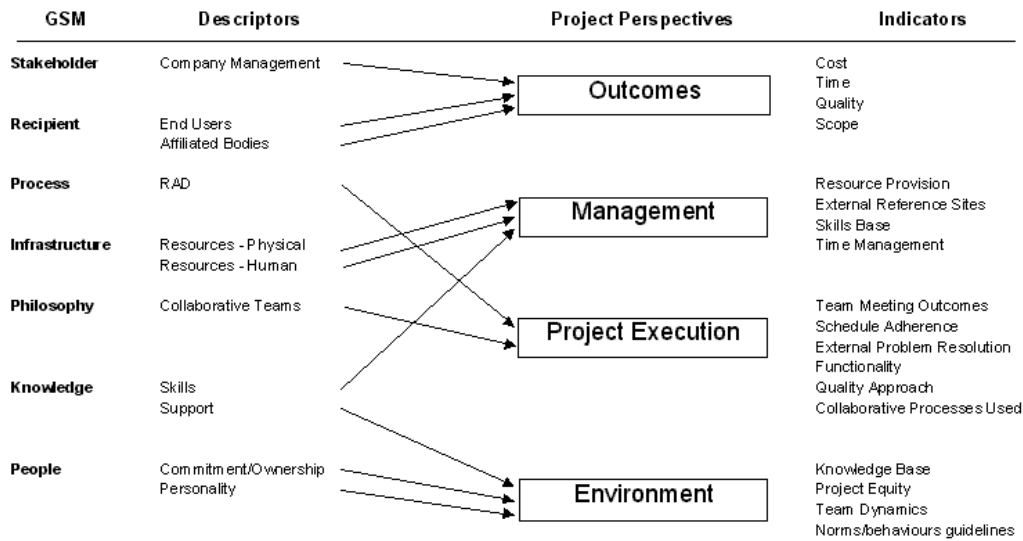 GSM Descriptors Project Perspectives Indicators
Stakeholder Company Management Cost
Outcomes
Time
Quality
Recipient End Users Scope
Affiliated Bodies
Process RAD Resource Provision
External Reference Sites
Management
Skills Base
Infrastructure Resources - Physical Time Management
Resources - Human
Philosophy Collaborative Teams Team Meeting Outcomes
Schedule Adherence
Project Execution
External Problem Resolution
Functionality
Knowledge Skills Quality Approach
Support Collaborative Processes Used
People Commitment/Ownership Knowledge Base
Personality Project Equity
Environment
Team Dynamics
Norms/behaviours guidelines